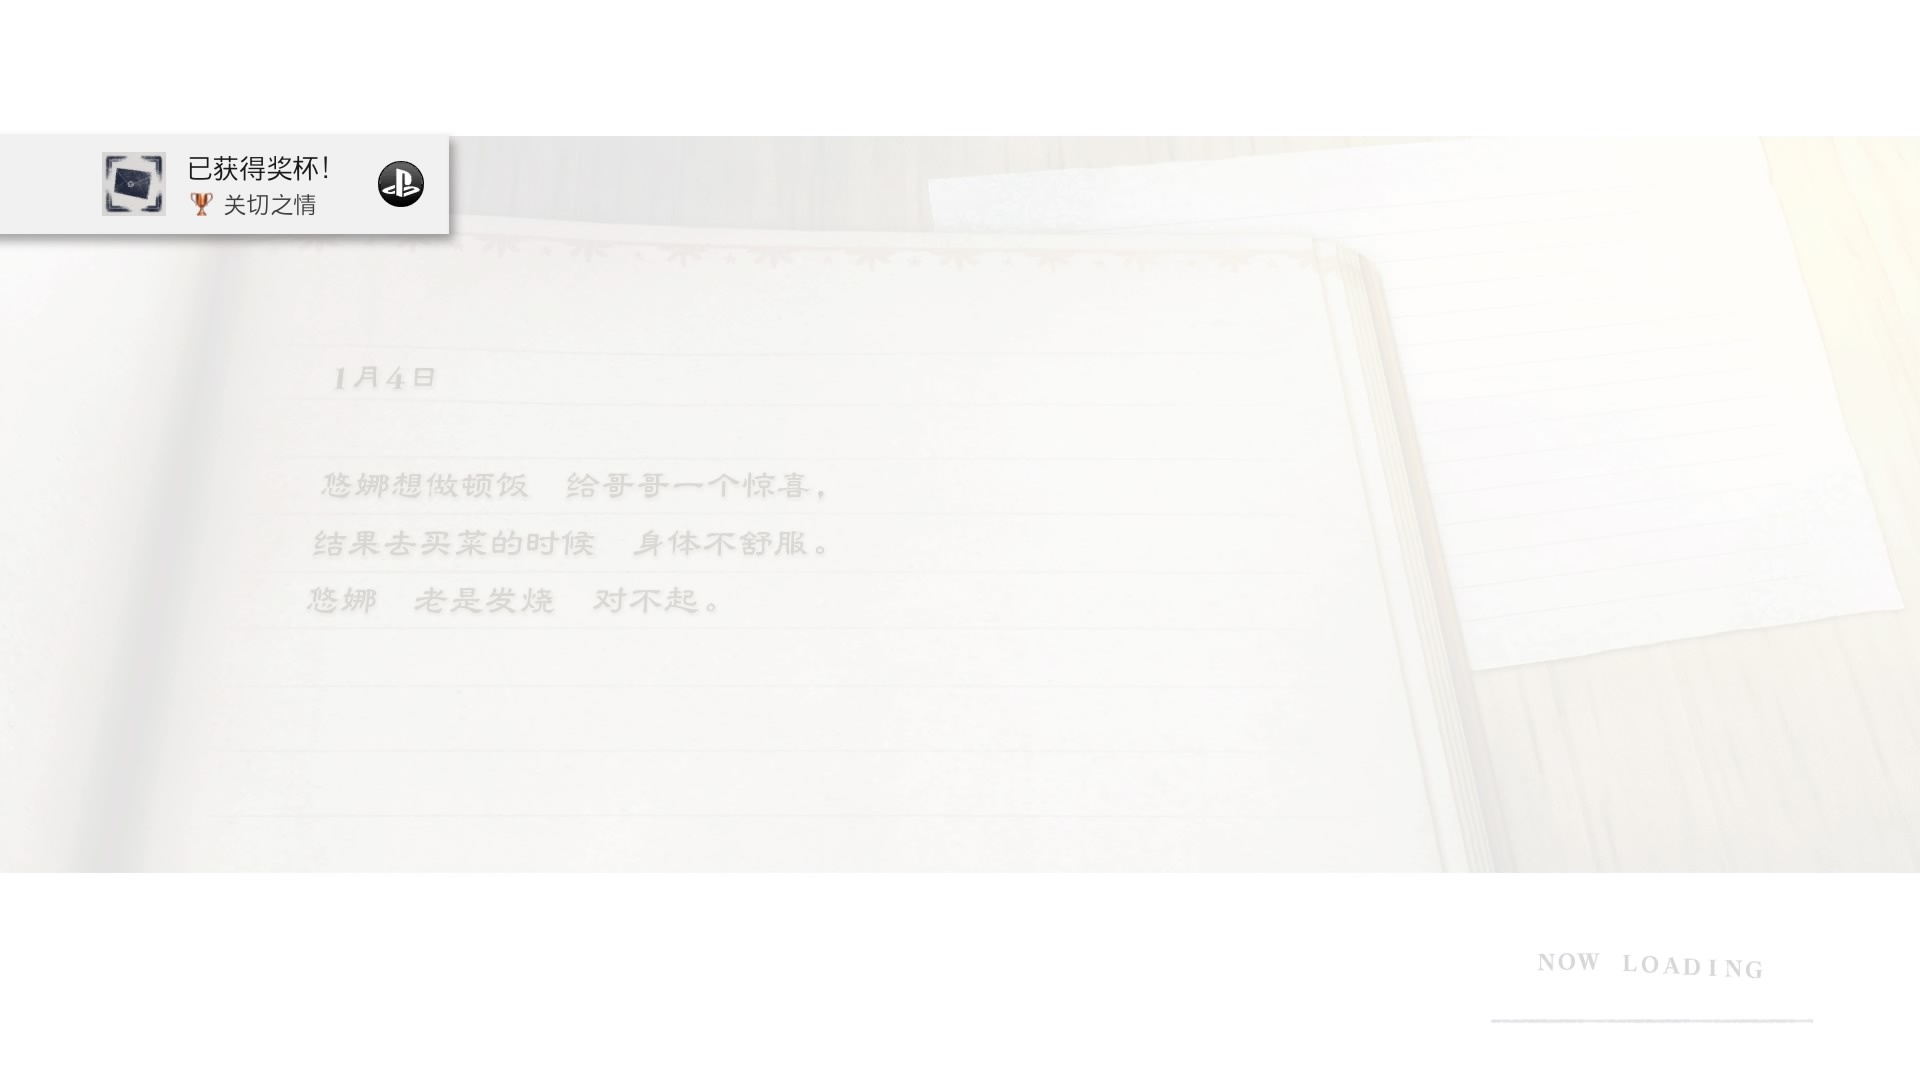 已获得奖杯！
关切之情
1月4日
悠娜想做顿饭　给哥哥一个惊喜，
结果去买菜的时候　身体不舒服。
悠娜　老是发烧　对不起。
NOW LOADING